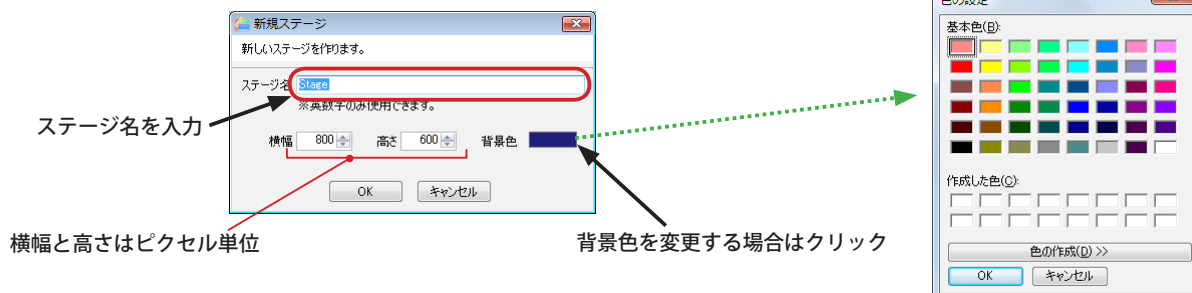 新規ステージ
新しいステージを作ります。
ステージ名
Stage
※英数字のみ使用できます。
ステージ名を入力
横幅 800 高さ 600 背景色
OK キャンセル
横幅と高さはピクセル単位
背景色を変更する場合はクリック
色の設定
基本色(B):
作成した色(C):
色の作成(D) >>
OK キャンセル